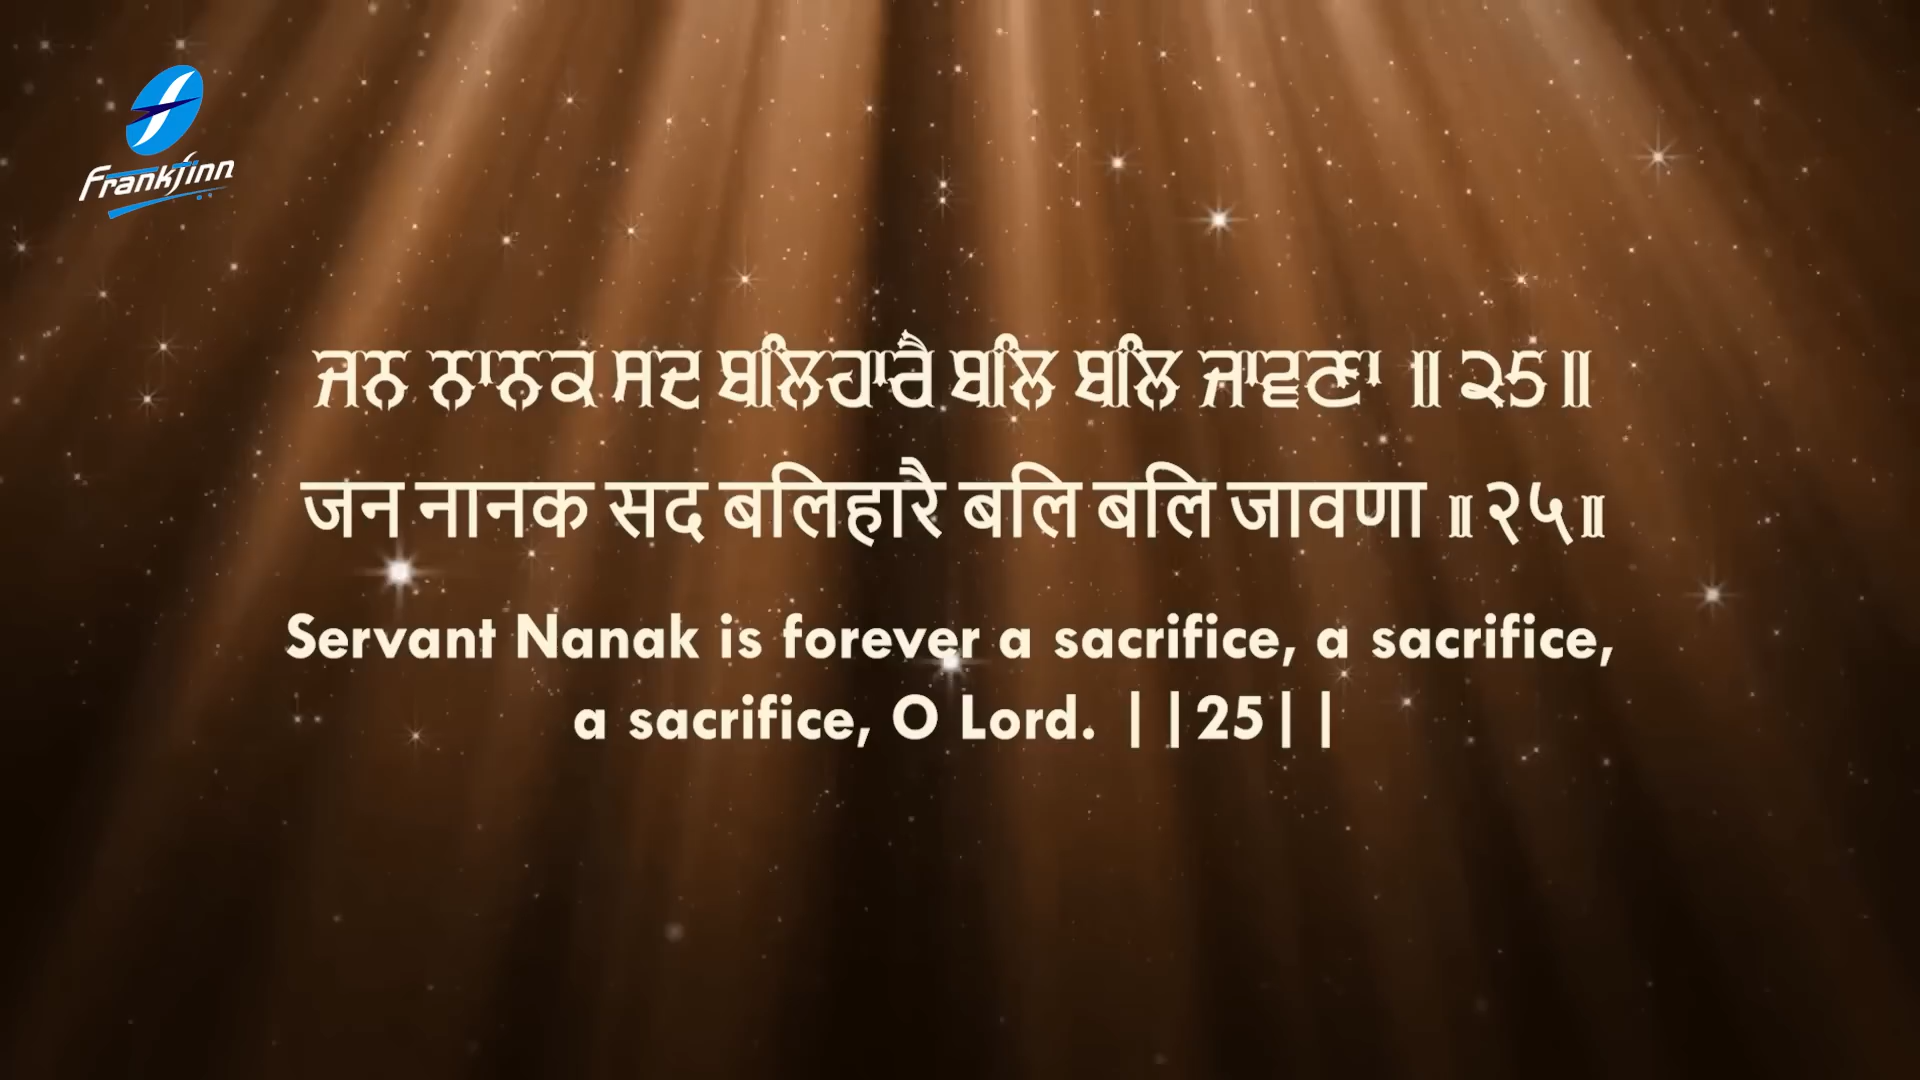 Frankfinn
ਜਨ ਨਾਨਕ ਸਦ ਬਲਿਹਾਰੈ ਬਲਿ ਬਲਿ ਜਾਵਣਾ ॥੨੫॥
जन नानक सद बलिहारै बलि बलि जावणा ॥२५॥
Servant Nanak is forever a sacrifice, a sacrifice,
a sacrifice, O Lord. ||25||